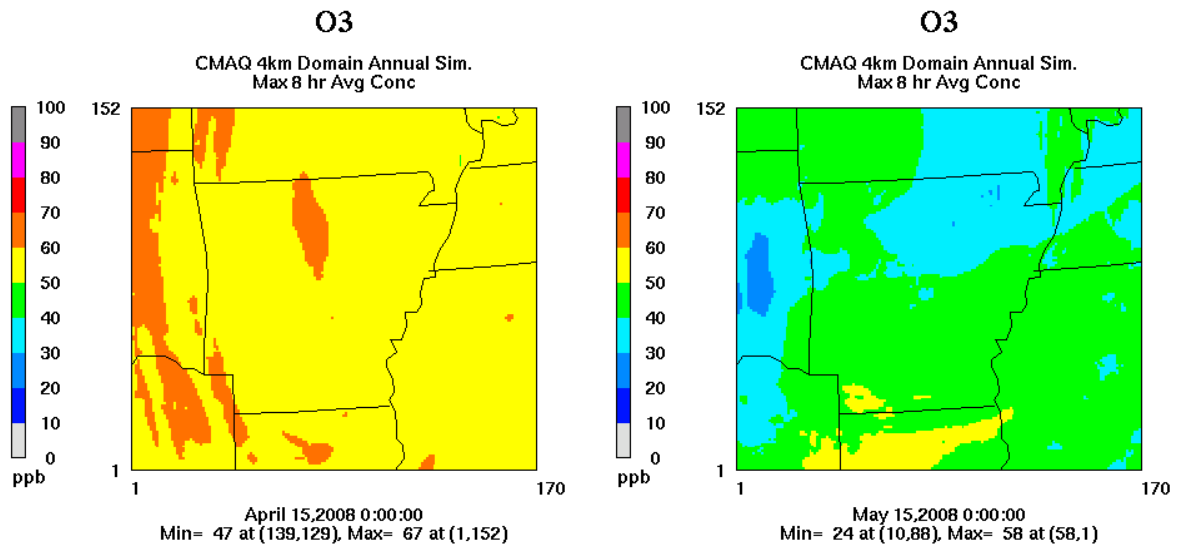 O3
CMAQ 4km Domain Annual Sim.
Max 8 hr Avg Conc
100
90
80
70
60
50
40
30
20
10
0
ppb
152
1
1
170
April 15,2008 0:00:00
Min= 47 at (139,129), Max= 67 at (1,152)
O3
CMAQ 4km Domain Annual Sim.
Max 8 hr Avg Conc
100
90
80
70
60
50
40
30
20
10
0
ppb
152
1
1
170
May 15,2008 0:00:00
Min= 24 at (10,88), Max= 58 at (58,1)